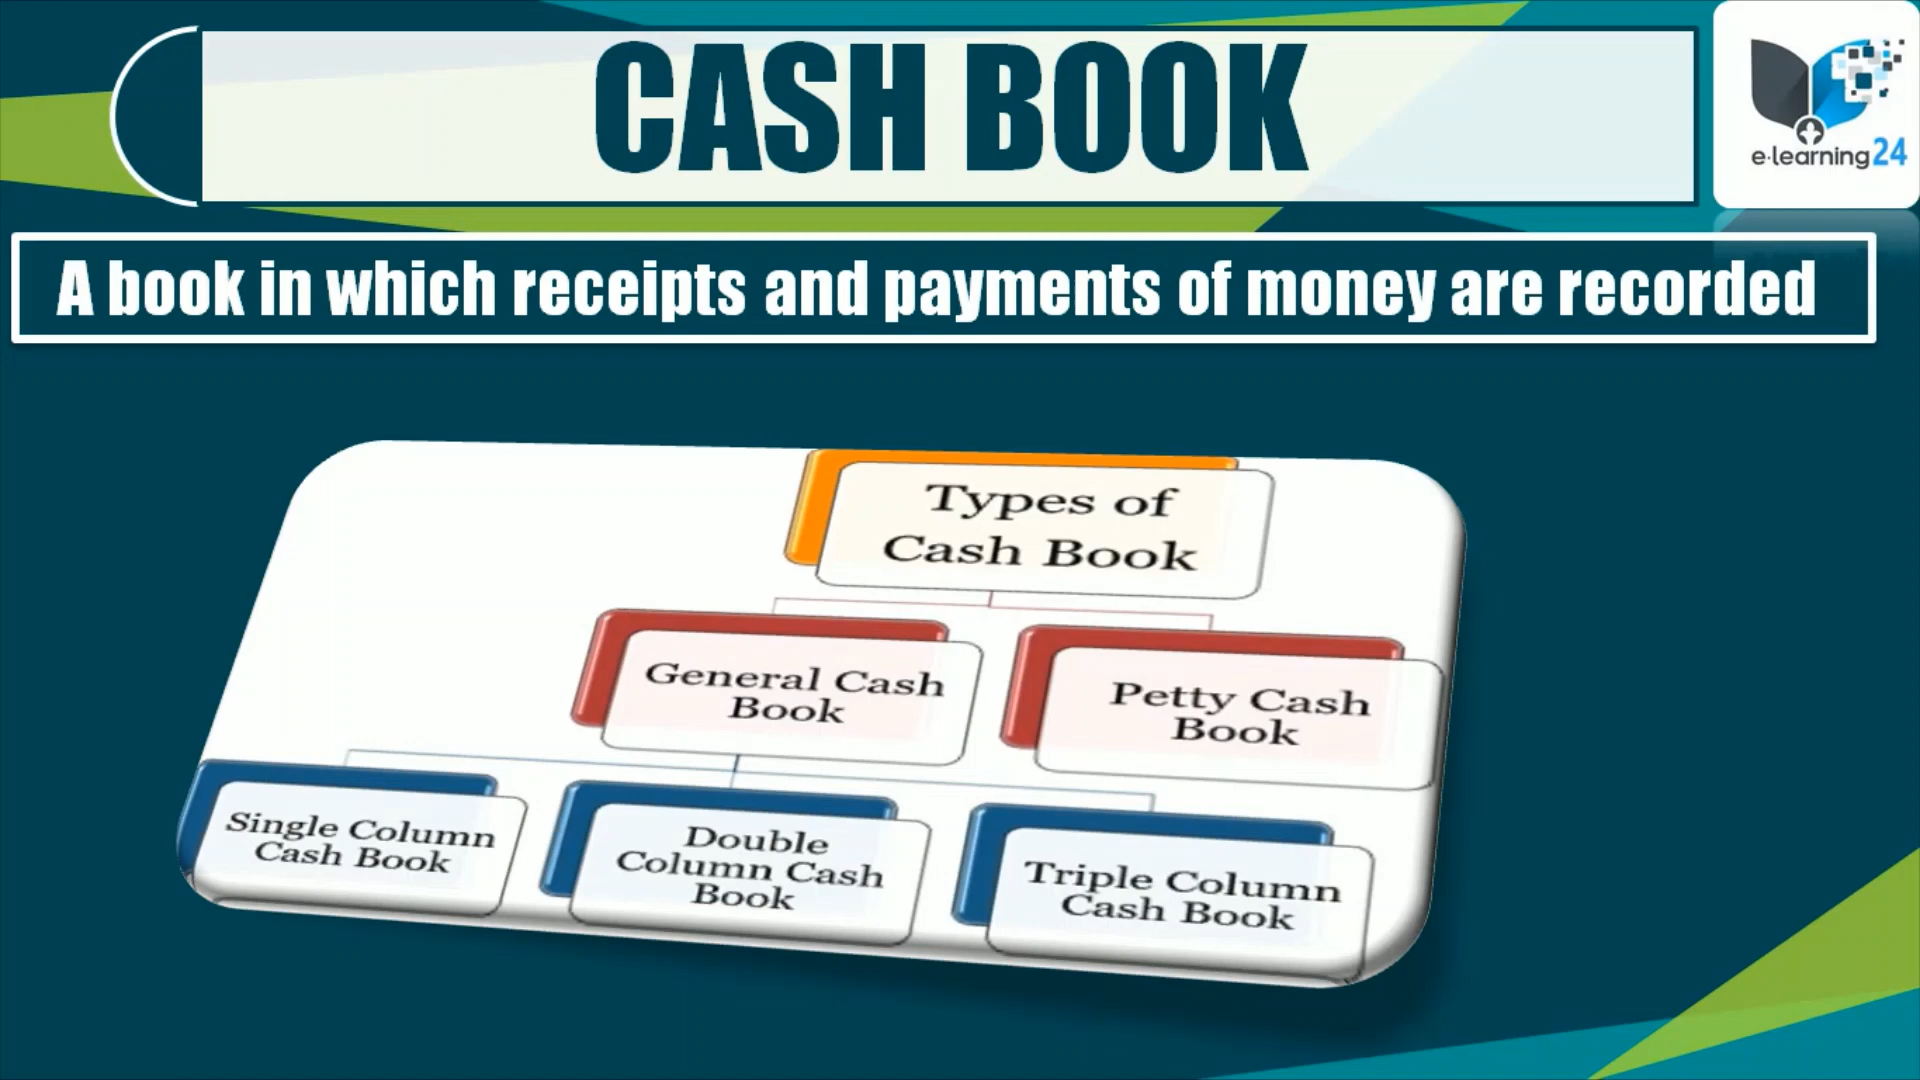 CASH BOOK
e-learning24
A book in which receipts and payments of money are recorded
Types of
Cash Book
General Cash
Book
Petty Cash
Book
Single Column
Cash Book
Double
Column Cash
Book
Triple Column
Cash Book